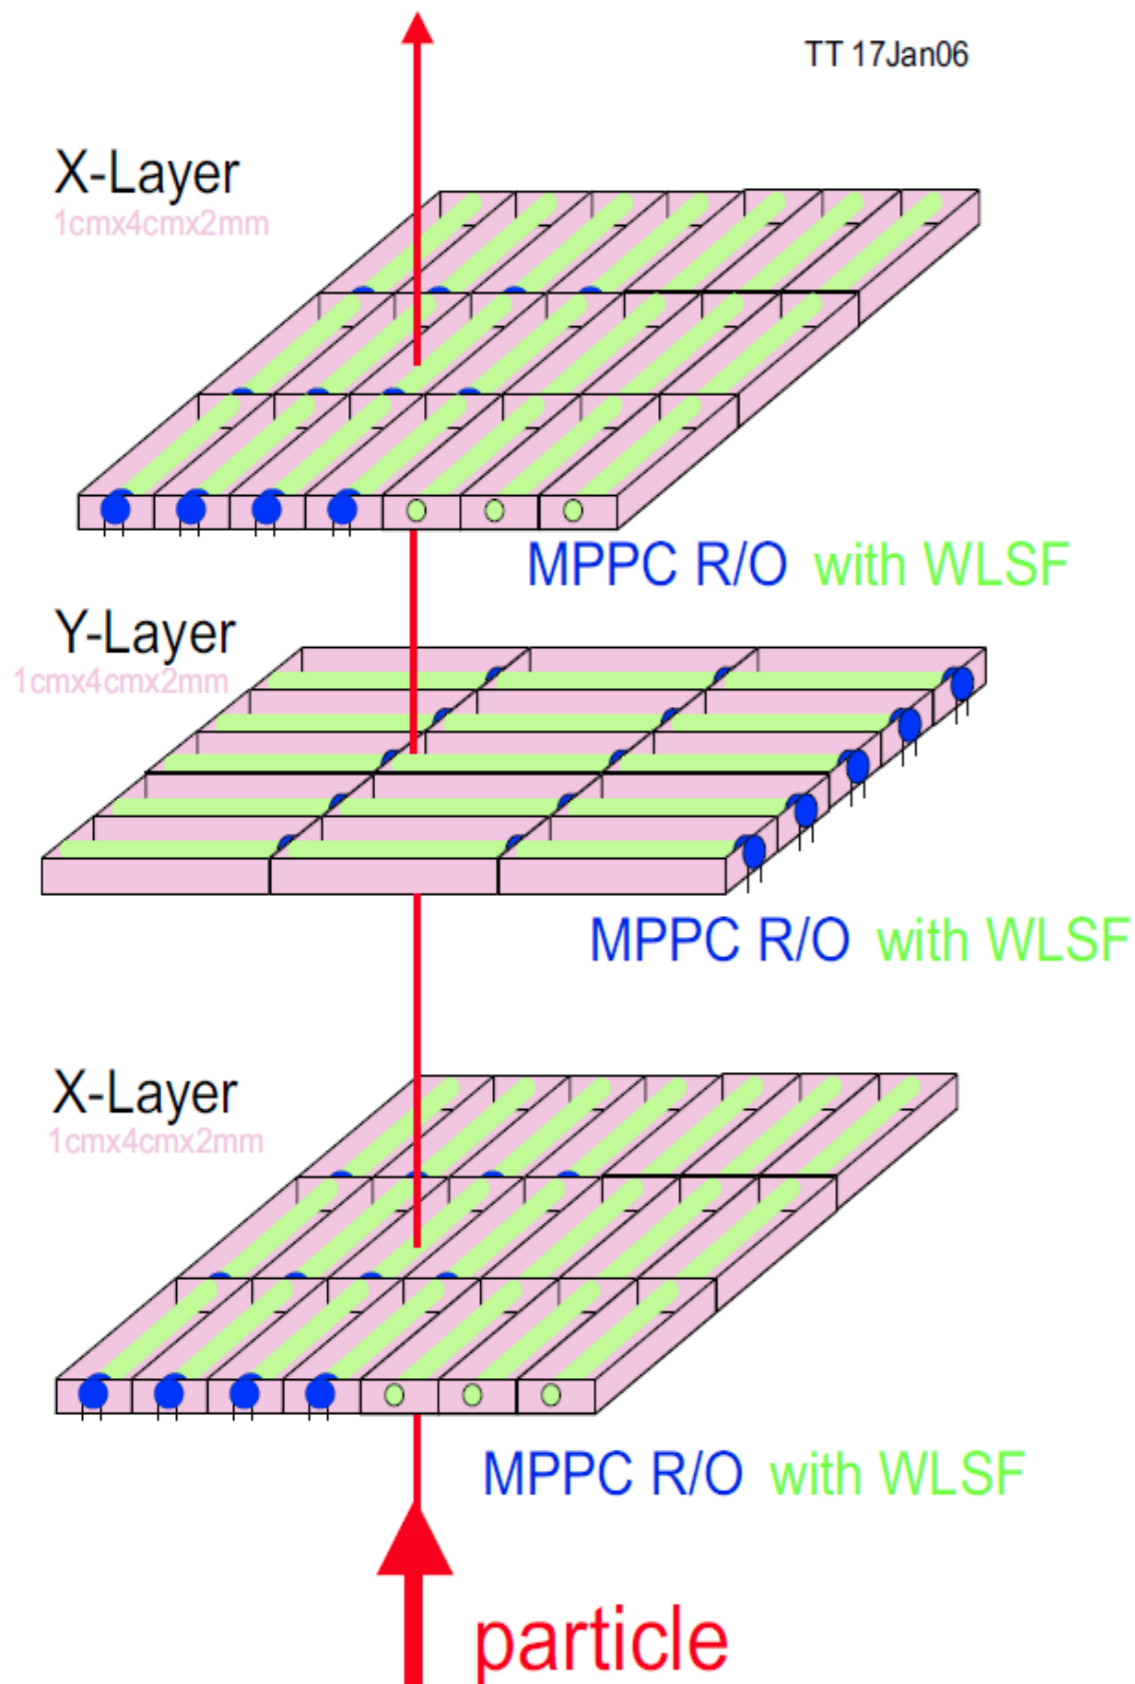 TT 17Jan06
X-Layer
1cmx4cmx2mm
MPPC R/O with WLSF
Y-Layer
1cmx4cmx2mm
MPPC R/O with WLSF
X-Layer
1cmx4cmx2mm
MPPC R/O with WLSF
particle